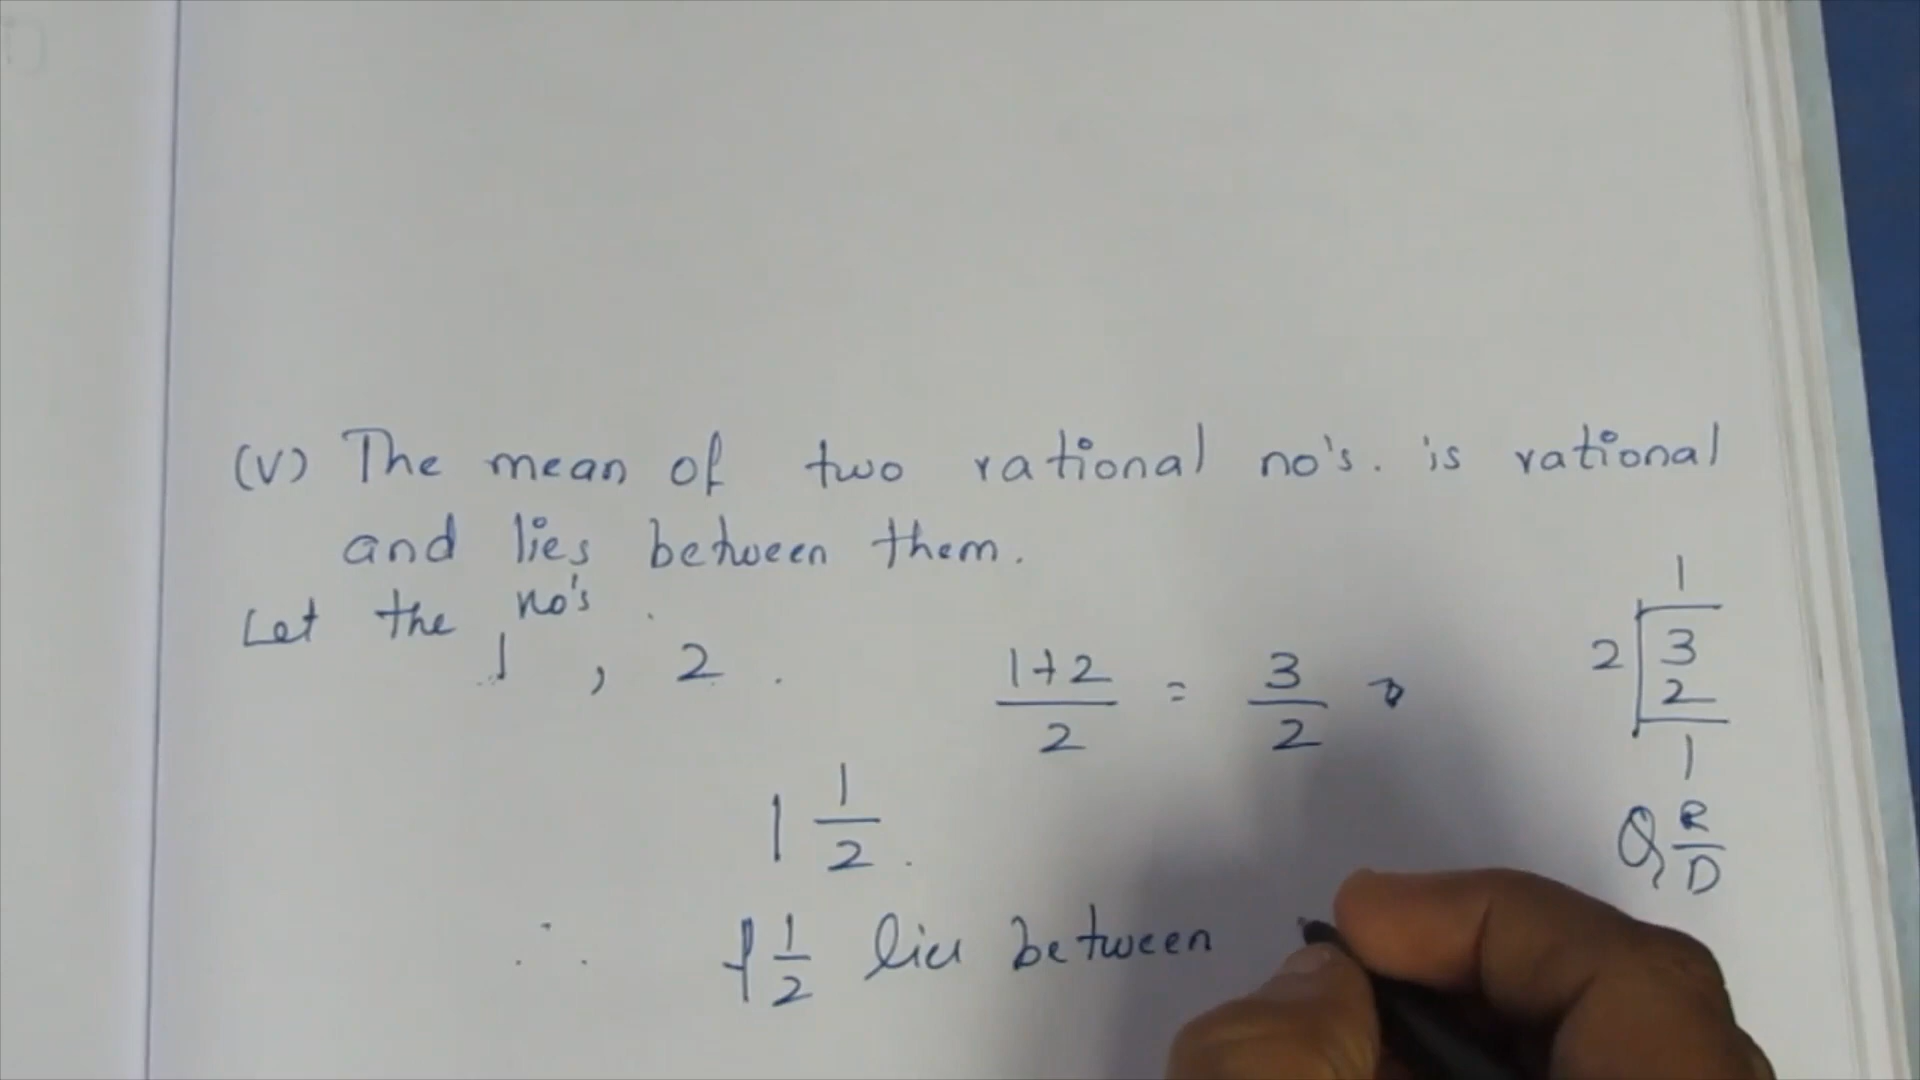 (V) The mean of two rational no's. is rational
and lies between them.
Let the no's
1 , 2 .
1+2/2 = 3/2
1
2 3
2
1
Q R/D
1 1/2 .
∴ 1 1/2 lies between